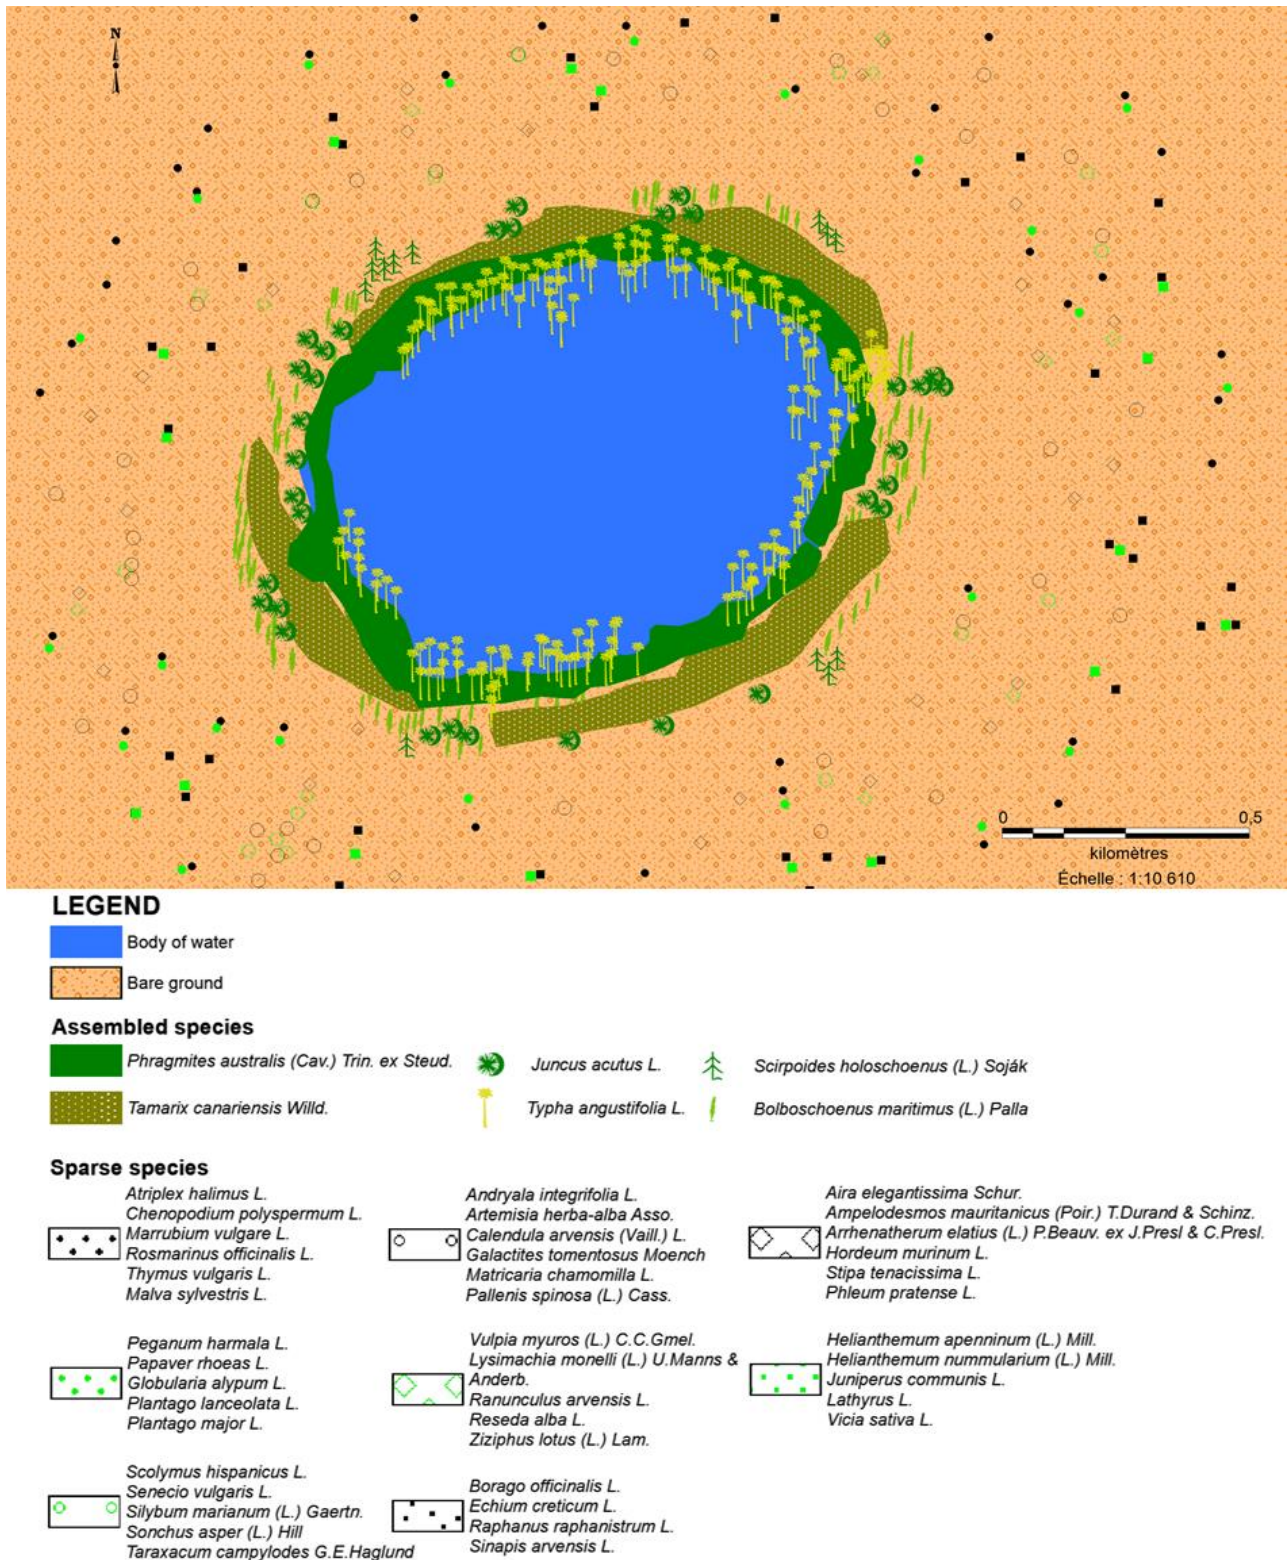 N
0 0,5
kilomètres
Échelle : 1:10 610
LEGEND
Body of water
Bare ground
Assembled species
Phragmites australis (Cav.) Trin. ex Steud.
Juncus acutus L.
Scirpoides holoschoenus (L.) Soják
Tamarix canariensis Willd.
Typha angustifolia L.
Bolboschoenus maritimus (L.) Palla
Sparse species
Atriplex halimus L.
Chenopodium polyspermum L.
Marrubium vulgare L.
Rosmarinus officinalis L.
Thymus vulgaris L.
Malva sylvestris L.
Andryala integrifolia L.
Artemisia herba-alba Asso.
Calendula arvensis (Vaill.) L.
Galactites tomentosus Moench
Matricaria chamomilla L.
Pallenis spinosa (L.) Cass.
Aira elegantissima Schur.
Ampelodesmos mauritanicus (Poir.) T.Durand & Schinz.
Arrhenatherum elatius (L.) P.Beauv. ex J.Presl & C.Presl.
Hordeum murinum L.
Stipa tenacissima L.
Phleum pratense L.
Peganum harmala L.
Papaver rhoeas L.
Globularia alypum L.
Plantago lanceolata L.
Plantago major L.
Vulpia myuros (L.) C.C.Gmel.
Lysimachia monelli (L.) U.Manns &
Anderb.
Ranunculus arvensis L.
Reseda alba L.
Ziziphus lotus (L.) Lam.
Helianthemum apenninum (L.) Mill.
Helianthemum nummularium (L.) Mill.
Juniperus communis L.
Lathyrus L.
Vicia sativa L.
Scolymus hispanicus L.
Senecio vulgaris L.
Silybum marianum (L.) Gaertn.
Sonchus asper (L.) Hill
Taraxacum campylodes G.E.Haglund
Borago officinalis L.
Echium creticum L.
Raphanus raphanistrum L.
Sinapis arvensis L.